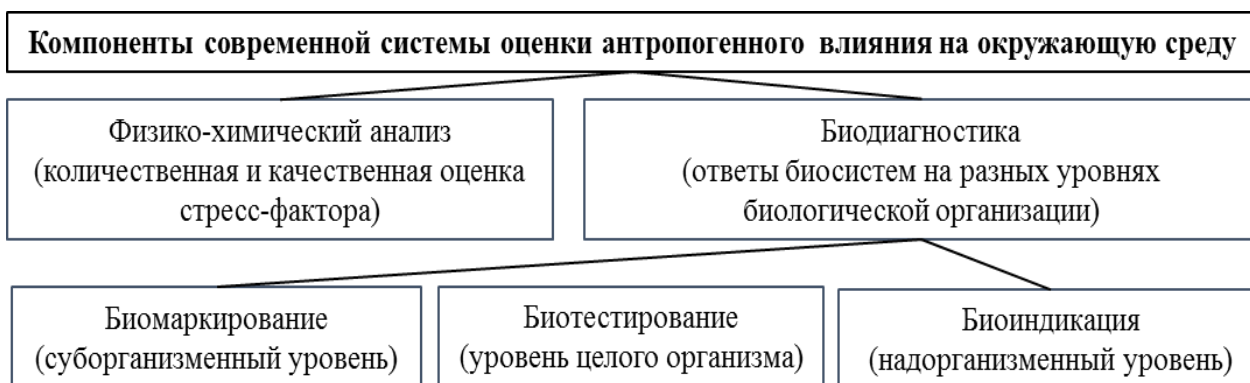 Компоненты современной системы оценки антропогенного влияния на окружающую среду
Физико-химический анализ
(количественная и качественная оценка
стресс-фактора)
Биодиагностика
(ответы биосистем на разных уровнях
биологической организации)
Биомаркирование
(суборганизменный уровень)
Биотестирование
(уровень целого организма)
Биоиндикация
(надорганизменный уровень)